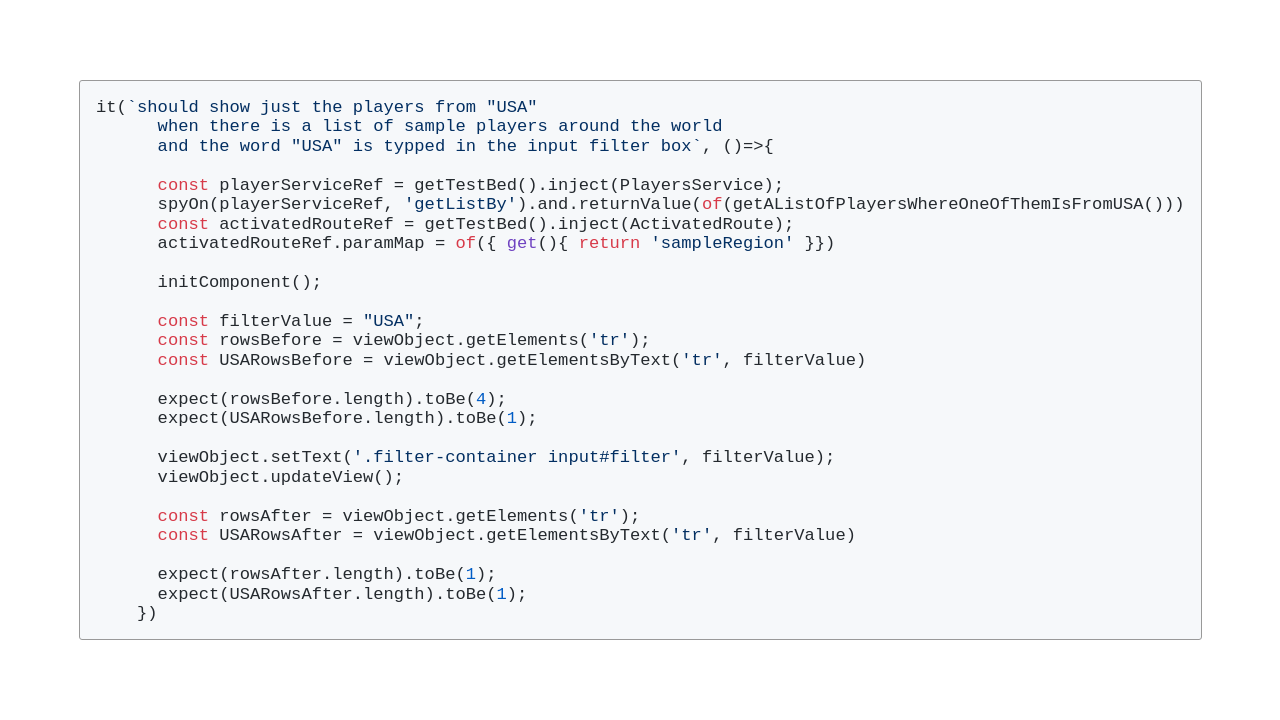 it(`should show just the players from "USA"
      when there is a list of sample players around the world
      and the word "USA" is typped in the input filter box`, ()=>{

      const playerServiceRef = getTestBed().inject(PlayersService);
      spyOn(playerServiceRef, 'getListBy').and.returnValue(of(getAListOfPlayersWhereOneOfThemIsFromUSA()))
      const activatedRouteRef = getTestBed().inject(ActivatedRoute);
      activatedRouteRef.paramMap = of({ get(){ return 'sampleRegion' }})

      initComponent();

      const filterValue = "USA";
      const rowsBefore = viewObject.getElements('tr');
      const USARowsBefore = viewObject.getElementsByText('tr', filterValue)

      expect(rowsBefore.length).toBe(4);
      expect(USARowsBefore.length).toBe(1);

      viewObject.setText('.filter-container input#filter', filterValue);
      viewObject.updateView();

      const rowsAfter = viewObject.getElements('tr');
      const USARowsAfter = viewObject.getElementsByText('tr', filterValue)

      expect(rowsAfter.length).toBe(1);
      expect(USARowsAfter.length).toBe(1);
    })